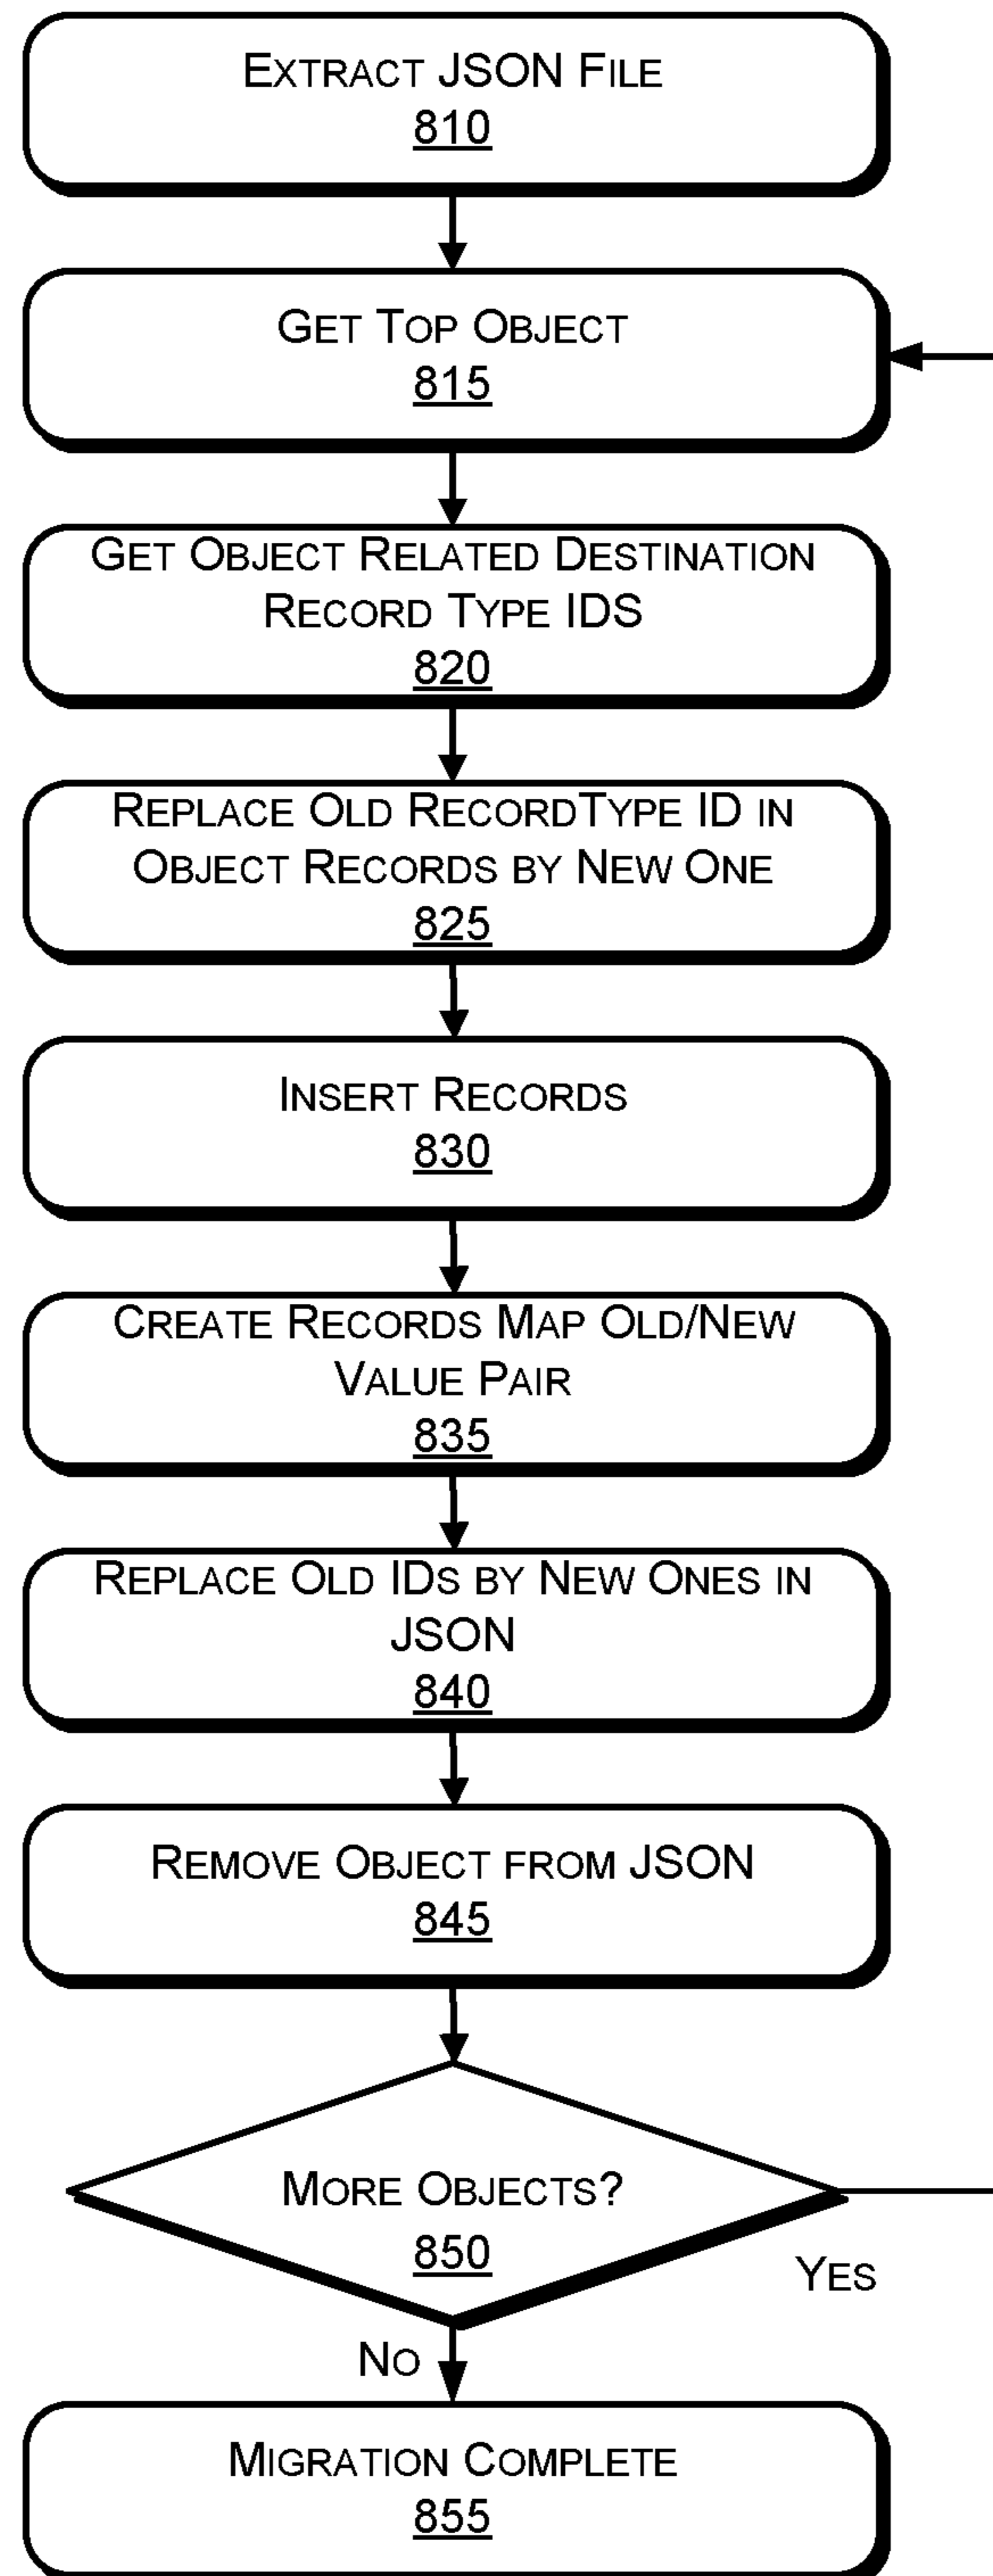 EXTRACT JSON FILE
810
GET TOP OBJECT
815
GET OBJECT RELATED DESTINATION
RECORD TYPE IDS
820
REPLACE OLD RECORDTYPE ID IN
OBJECT RECORDS BY NEW ONE
825
INSERT RECORDS
830
CREATE RECORDS MAP OLD/NEW
VALUE PAIR
835
REPLACE OLD IDS BY NEW ONES IN
JSON
840
REMOVE OBJECT FROM JSON
845
MORE OBJECTS?
850
YES
NO
MIGRATION COMPLETE
855